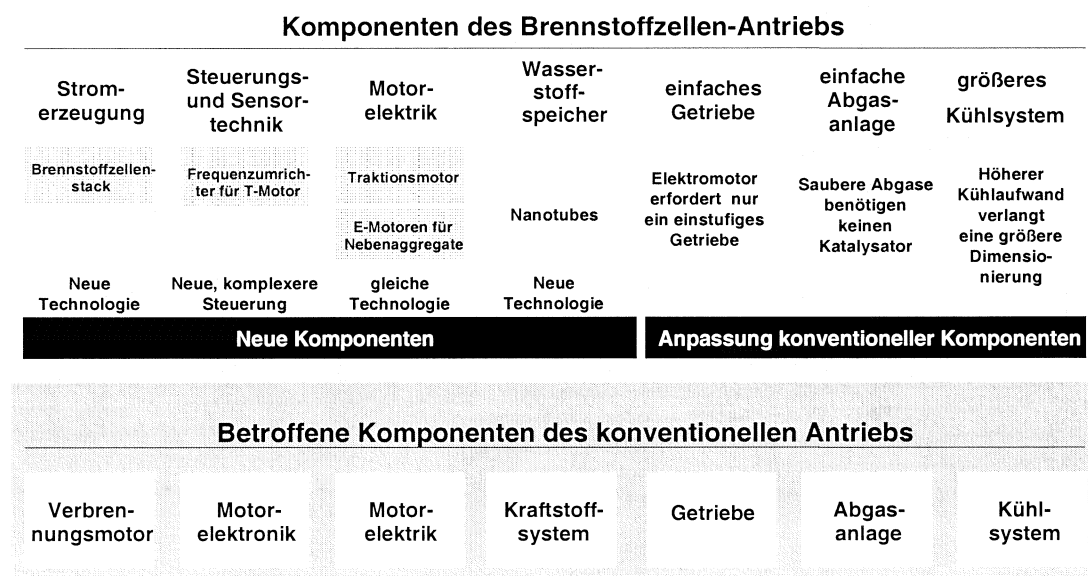 Komponenten des Brennstoffzellen-Antriebs
Strom-
erzeugung
Steuerungs-
und Sensor-
technik
Motor-
elektrik
Wasser-
stoff-
speicher
einfaches
Getriebe
einfache
Abgas-
anlage
größeres
Kühlsystem
Brennstoffzellen-
stack
Frequenzumrich-
ter für T-Motor
Traktionsmotor
E-Motoren für
Nebenaggregate
Nanotubes
Elektromotor
erfordert nur
ein einstufiges
Getriebe
Saubere Abgase
benötigen
keinen
Katalysator
Höherer
Kühlaufwand
verlangt
eine größere
Dimensio-
nierung
Neue
Technologie
Neue, komplexere
Steuerung
gleiche
Technologie
Neue
Technologie
Neue Komponenten
Anpassung konventioneller Komponenten
Betroffene Komponenten des konventionellen Antriebs
Verbren-
nungsmotor
Motor-
elektronik
Motor-
elektrik
Kraftstoff-
system
Getriebe
Abgas-
anlage
Kühl-
system